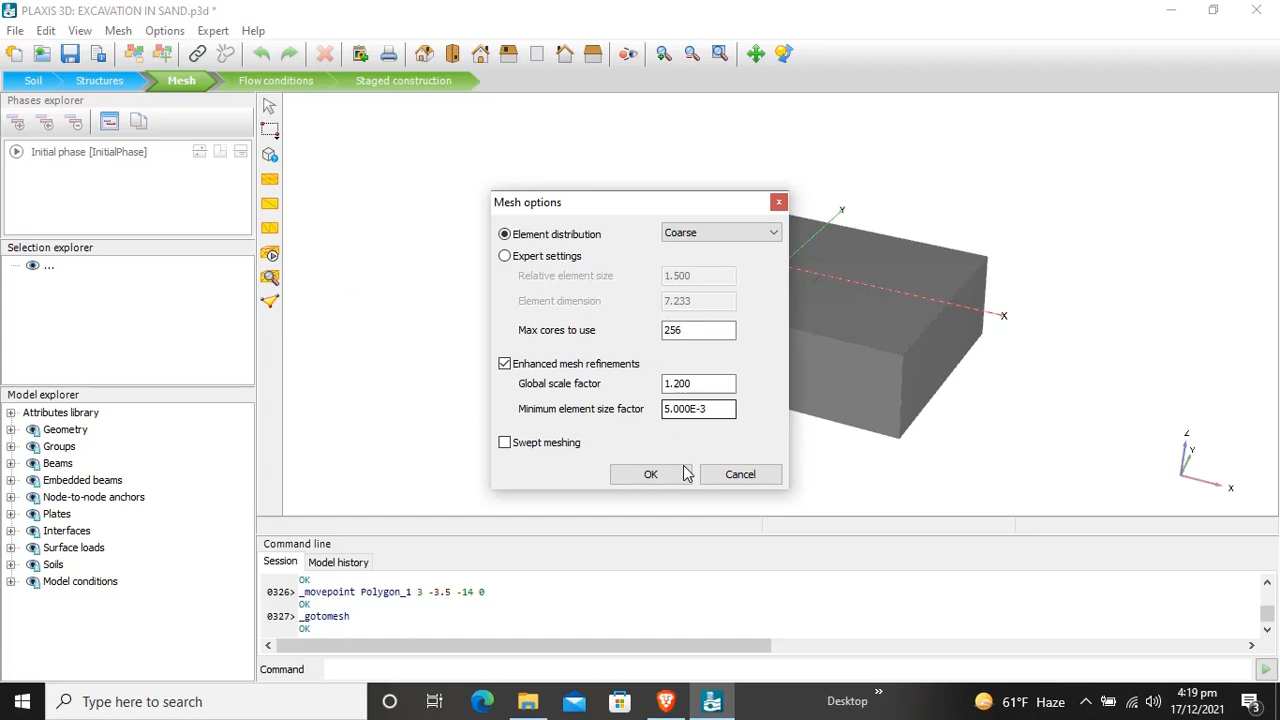 PLAXIS 3D: EXCAVATION IN SAND.p3d *
File Edit View Mesh Options Expert Help
Soil Structures Mesh Flow conditions Staged construction
Phases explorer
Initial phase [InitialPhase]
Selection explorer
...
Model explorer
Attributes library
Geometry
Groups
Beams
Embedded beams
Node-to-node anchors
Plates
Interfaces
Surface loads
Soils
Model conditions
Mesh options
x
Element distribution Coarse
Expert settings
Relative element size 1.500
Element dimension 7.233
Max cores to use 256
Enhanced mesh refinements
Global scale factor 1.200
Minimum element size factor 5.000E-3
Swept meshing
OK Cancel
Y
X
Z
Y
X
Command line
Session Model history
OK
0326> _movepoint Polygon_1 3 -3.5 -14 0
OK
0327> _gotomesh
OK
Command
Type here to search
Desktop
»
61°F Haze
4:19 pm
17/12/2021
3